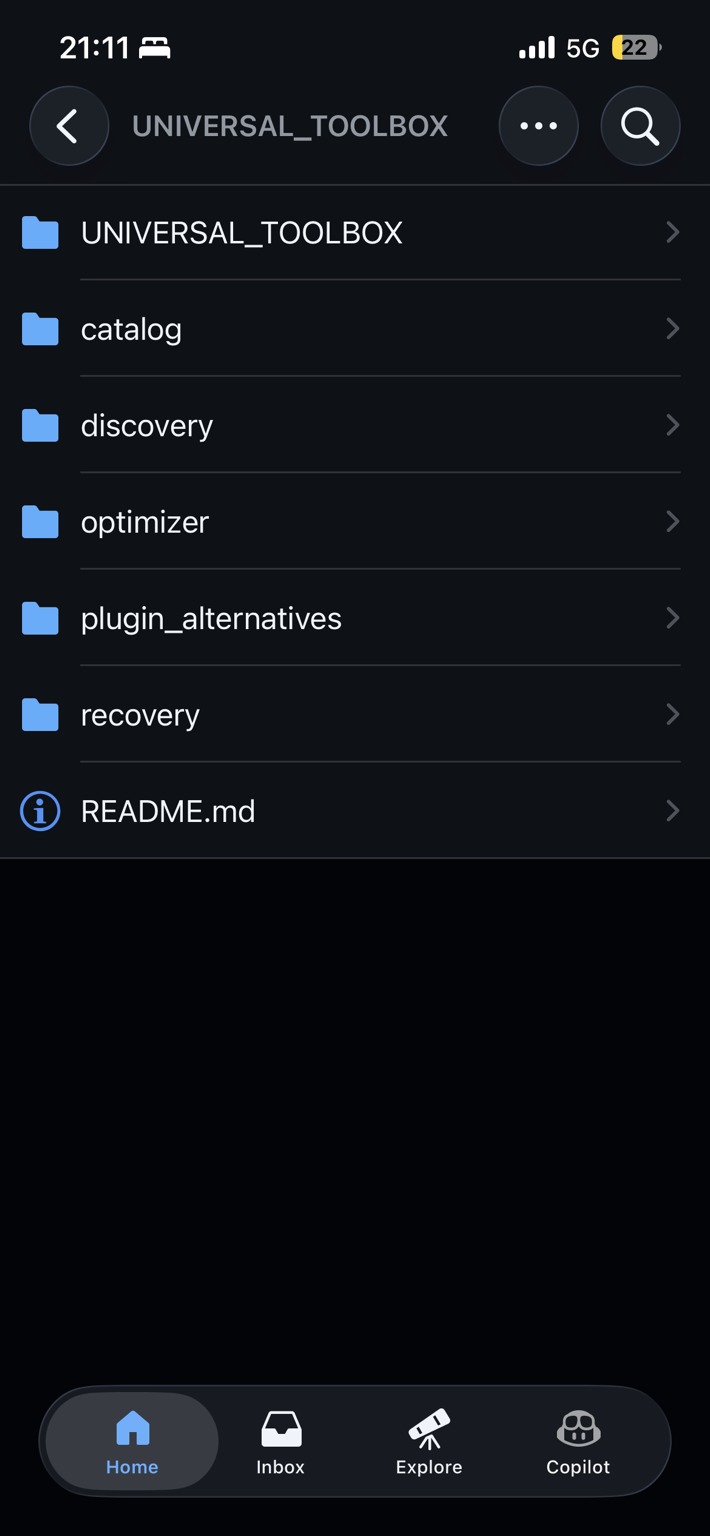 21:11
5G
22
UNIVERSAL_TOOLBOX
UNIVERSAL_TOOLBOX
catalog
discovery
optimizer
plugin_alternatives
recovery
README.md
Home
Inbox
Explore
Copilot